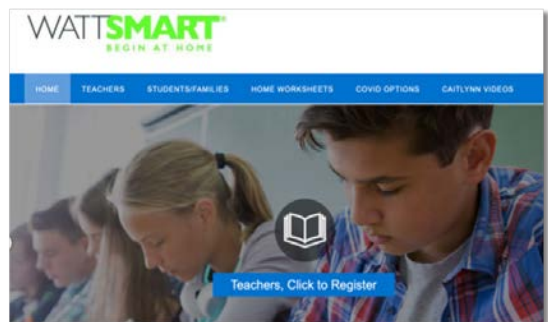 WATTSMART®
BEGIN AT HOME
HOME TEACHERS STUDENTS/FAMILIES HOME WORKSHEETS COVID OPTIONS CAITLYNN VIDEOS
Teachers, Click to Register